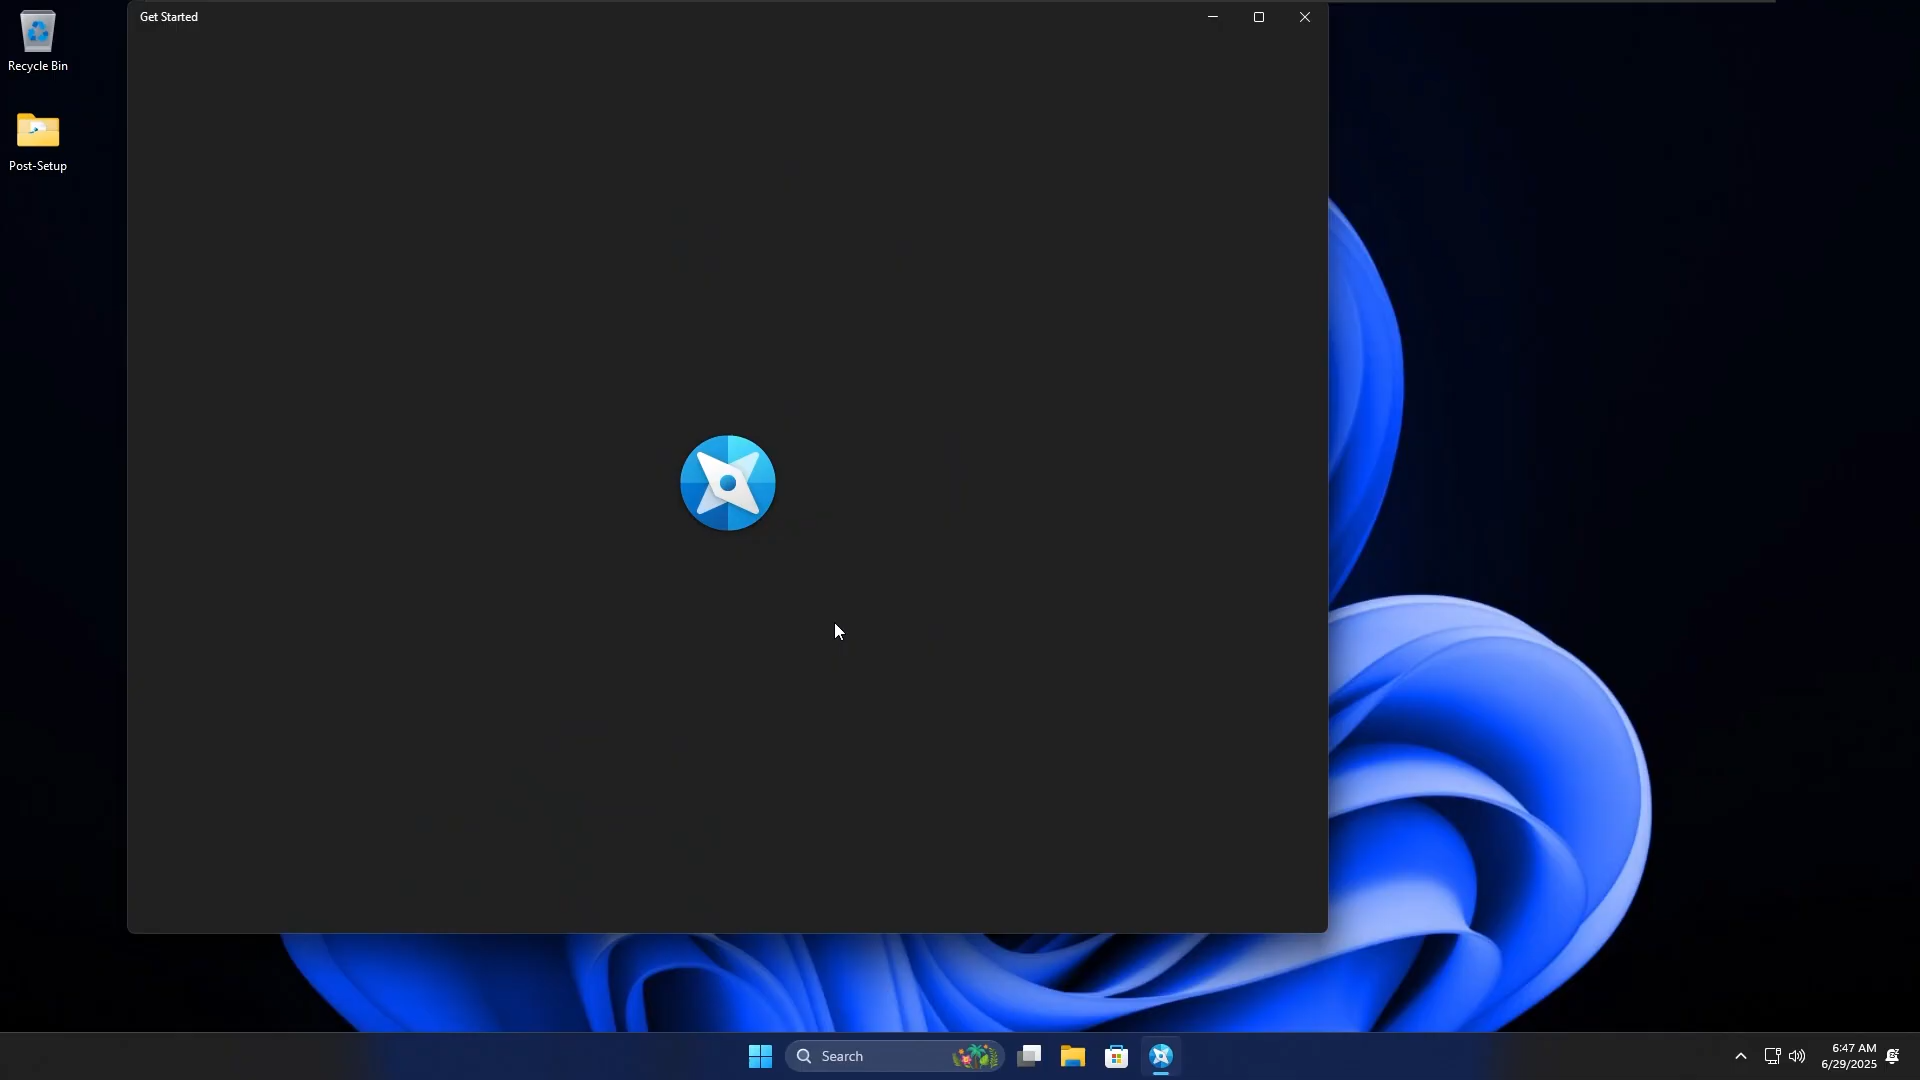 Get Started
Recycle Bin
Post-Setup
Search
6:47 AM
6/29/2025